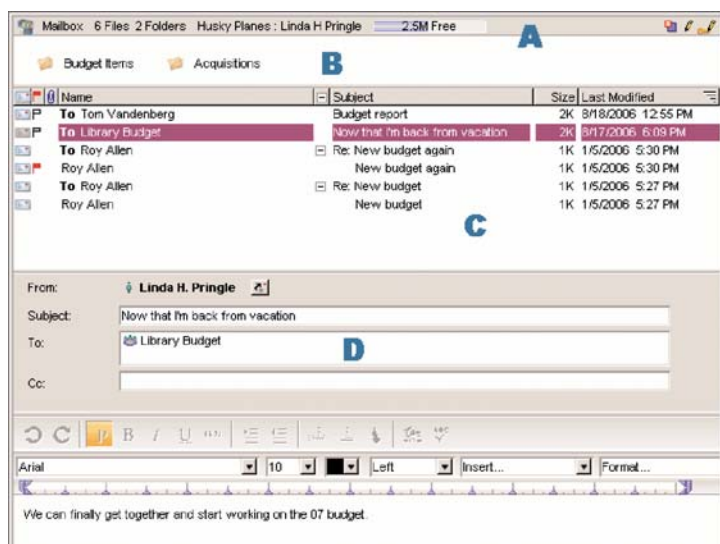 Mailbox 6 Files 2 Folders Husky Planes : Linda H Pringle 2.5M Free
A
Budget Items Acquistions B
Name Subject Size Last Modified
To Tom Vandenberg Budget report 2K 8/18/2006 12:55 PM
To Library Budget Now that I'm back from vacation 2K 8/17/2006 6:09 PM
To Roy Allen Re: New budget again 1K 1/5/2006 5:30 PM
Roy Allen New budget again 1K 1/5/2006 5:30 PM
To Roy Allen Re: New budget 1K 1/5/2006 5:27 PM
Roy Allen New budget 1K 1/5/2006 5:27 PM
C
From: Linda H. Pringle
Subject: Now that I'm back from vacation
To: Library Budget D
Cc:
B I U
Arial 10 Left Insert... Format...
We can finally get together and start working on the 07 budget.